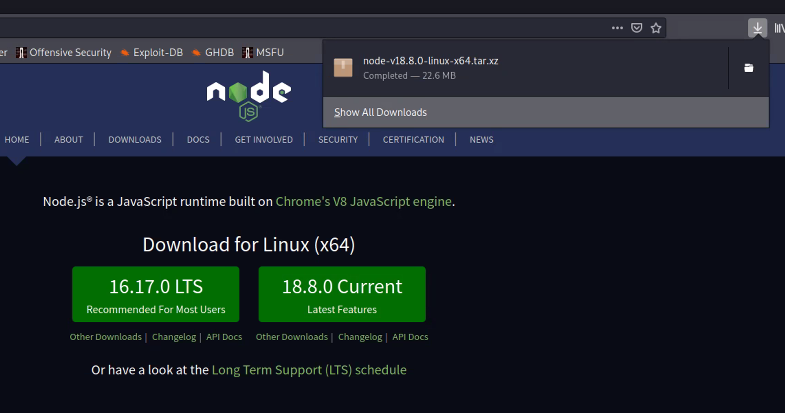 er Offensive Security Exploit-DB GHDB MSFU
node-v18.8.0-linux-x64.tar.xz
Completed — 22.6 MB
Show All Downloads
node
JS
HOME ABOUT DOWNLOADS DOCS GET INVOLVED SECURITY CERTIFICATION NEWS
Node.js® is a JavaScript runtime built on Chrome's V8 JavaScript engine.
Download for Linux (x64)
16.17.0 LTS
Recommended For Most Users
18.8.0 Current
Latest Features
Other Downloads | Changelog | API Docs
Other Downloads | Changelog | API Docs
Or have a look at the Long Term Support (LTS) schedule